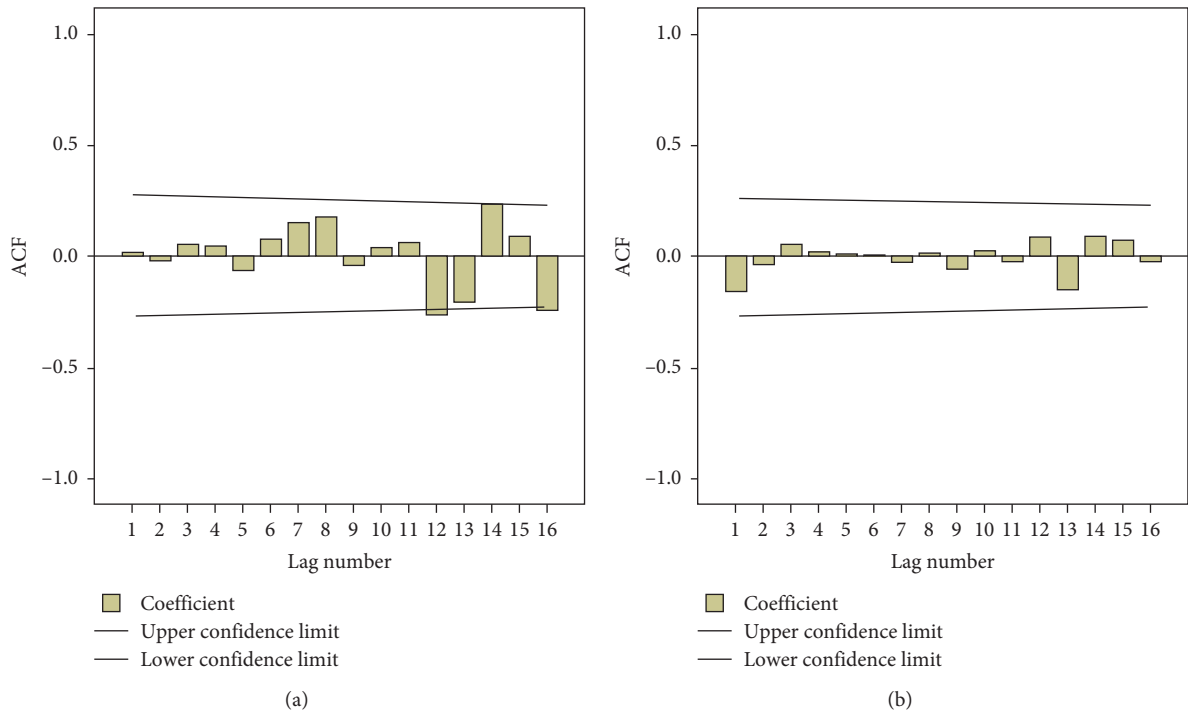 1.0
0.5
0.0
–0.5
–1.0
ACF
1 2 3 4 5 6 7 8 9 10 11 12 13 14 15 16
Lag number
Coefficient
Upper confidence limit
Lower confidence limit
(a)
1.0
0.5
0.0
–0.5
–1.0
ACF
1 2 3 4 5 6 7 8 9 10 11 12 13 14 15 16
Lag number
Coefficient
Upper confidence limit
Lower confidence limit
(b)